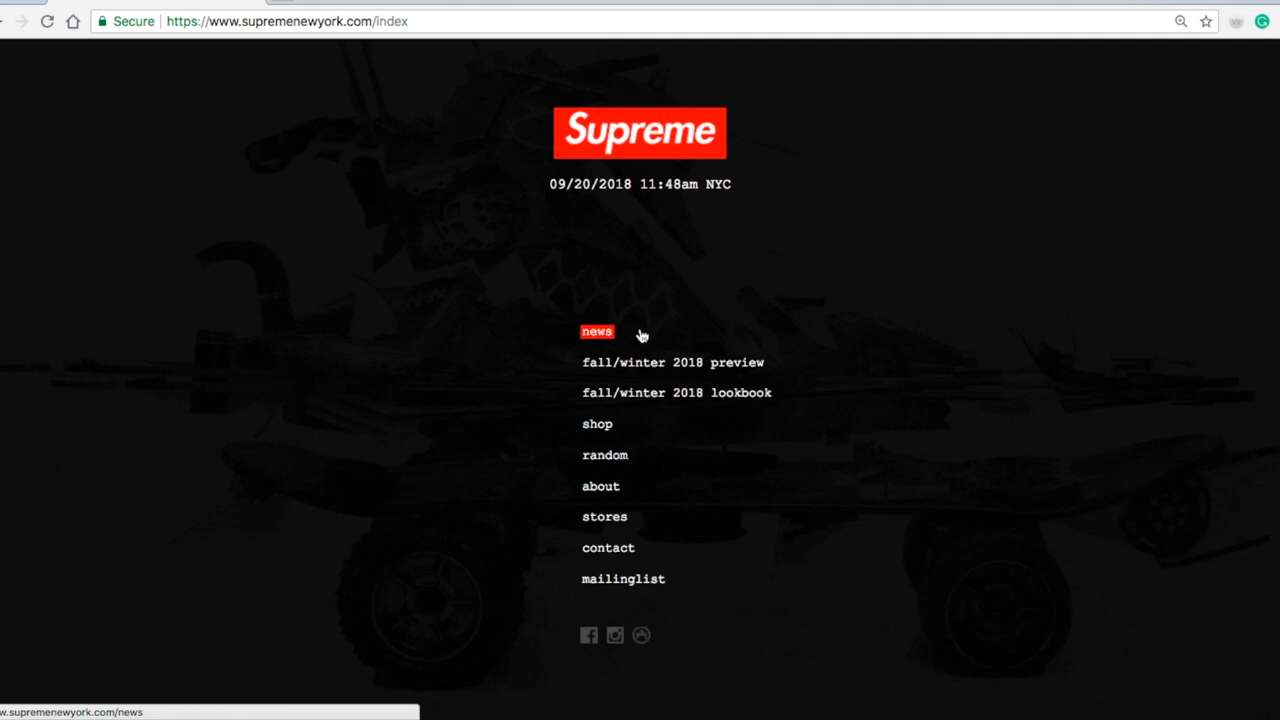 Secure https://www.supremenewyork.com/index
Supreme
09/20/2018 11:48am NYC
news
fall/winter 2018 preview
fall/winter 2018 lookbook
shop
random
about
stores
contact
mailinglist
w.supremenewyork.com/news